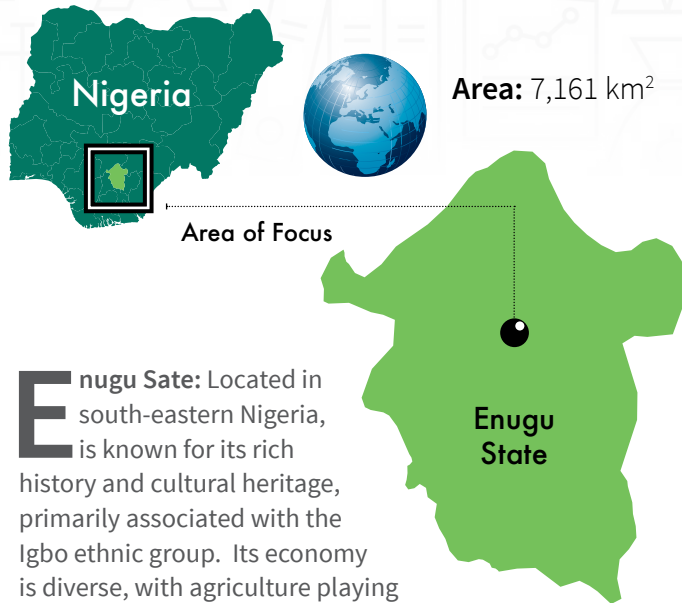 Nigeria
Area: 7,161 km²
Area of Focus
Enugu
State
Enugu Sate: Located in
south-eastern Nigeria,
is known for its rich
history and cultural heritage,
primarily associated with the
Igbo ethnic group. Its economy
is diverse, with agriculture playing